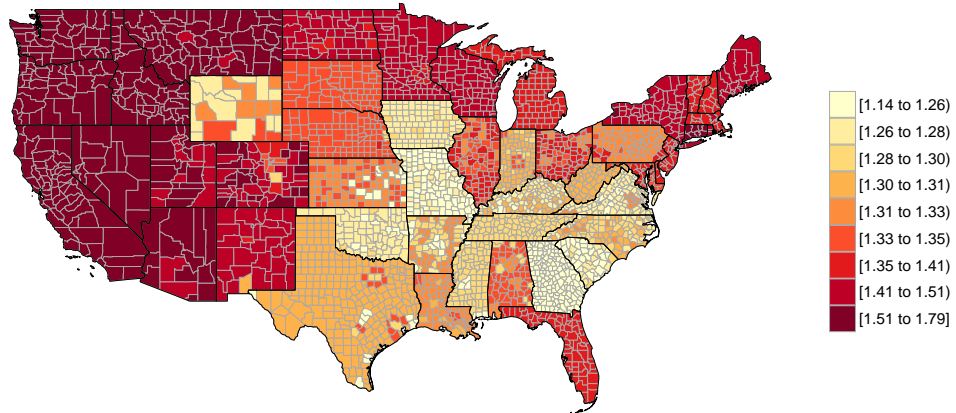 [1.14 to 1.26)
[1.26 to 1.28)
[1.28 to 1.30)
[1.30 to 1.31)
[1.31 to 1.33)
[1.33 to 1.35)
[1.35 to 1.41)
[1.41 to 1.51)
[1.51 to 1.79]